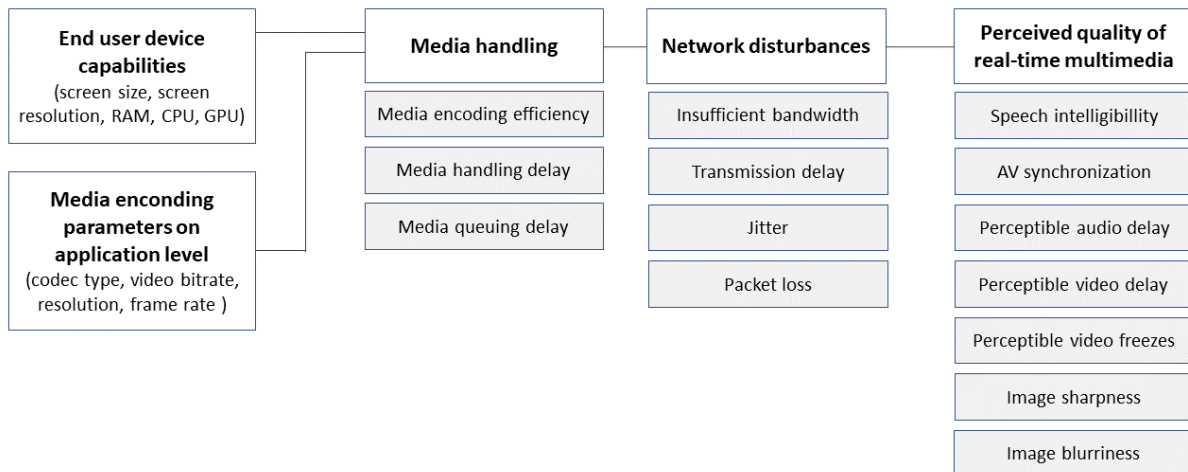 End user device
capabilities
(screen size, screen
resolution, RAM, CPU, GPU)
Media enconding
parameters on
application level
(codec type, video bitrate,
resolution, frame rate )
Media handling
Media encoding efficiency
Media handling delay
Media queuing delay
Network disturbances
Insufficient bandwidth
Transmission delay
Jitter
Packet loss
Perceived quality of
real-time multimedia
Speech intelligibillity
AV synchronization
Perceptible audio delay
Perceptible video delay
Perceptible video freezes
Image sharpness
Image blurriness